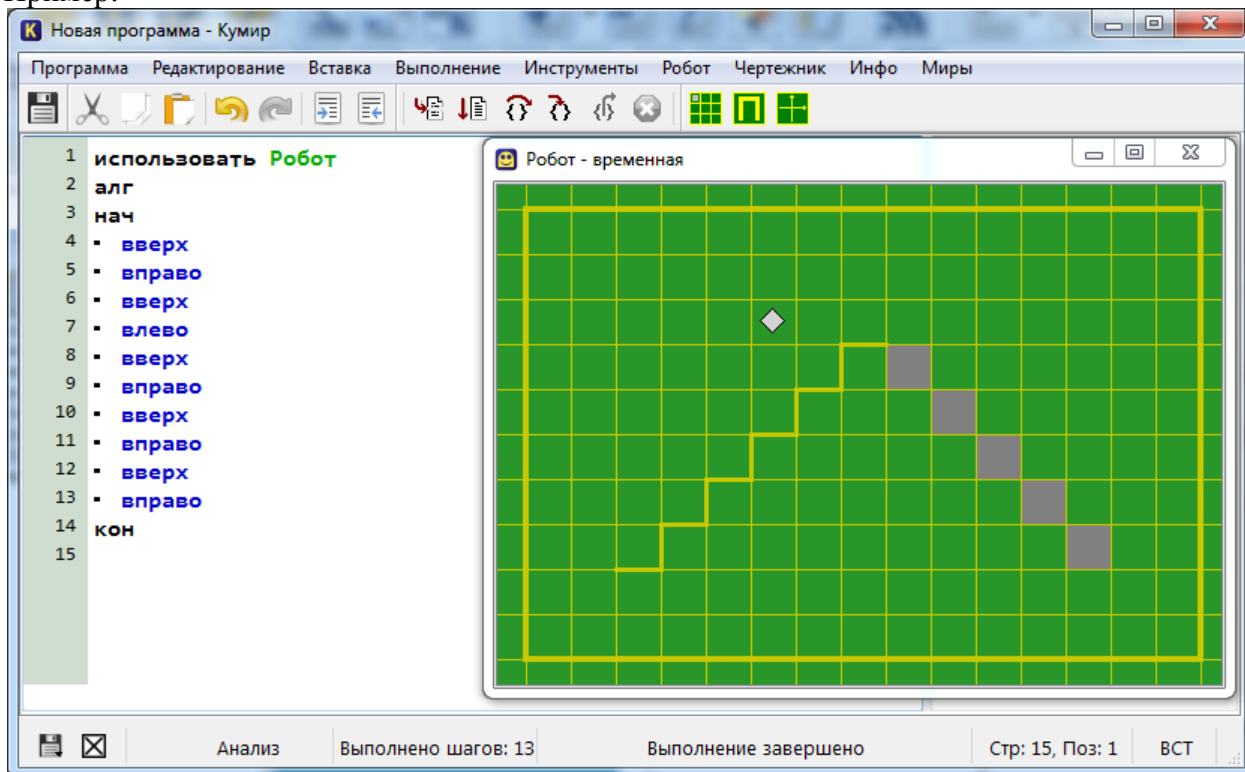 Пример:
Новая программа - Кумир
Программа Редактирование Вставка Выполнение Инструменты Робот Чертежник Инфо Миры
1 использовать Робот
2 алг
3 нач
4 вверх
5 вправо
6 вверх
7 влево
8 вверх
9 вправо
10 вверх
11 вправо
12 вверх
13 вправо
14 кон
15
Робот - временная
Анализ Выполнено шагов: 13 Выполнение завершено Стр: 15, Поз: 1 ВСТ